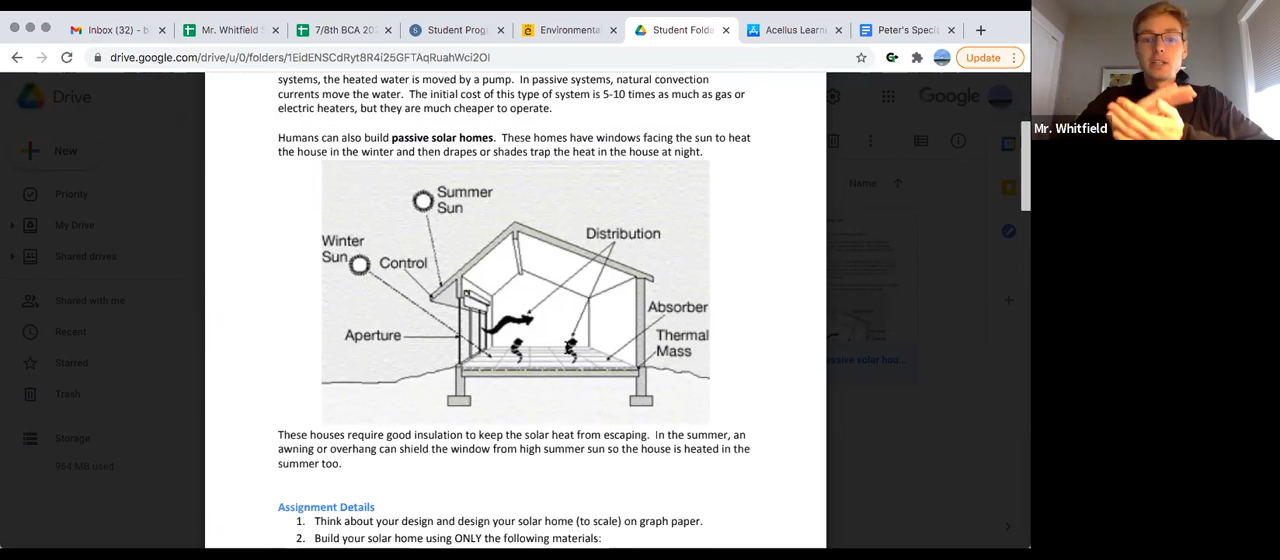 Inbox (32) - b
Mr. Whitfield S
7/8th BCA 202
Student Prog
Environmenta
Student Folde
Acellus Learni
Peter's Speci
drive.google.com/drive/u/0/folders/1EidENSCdRyt8R4i25GFTAqRuahWci2OI
Update
Drive
Google
New
Priority
My Drive
Shared drives
Shared with me
Recent
Starred
Trash
Storage
964 MB used
Name
assive solar hou...
systems, the heated water is moved by a pump. In passive systems, natural convection
currents move the water. The initial cost of this type of system is 5-10 times as much as gas or
electric heaters, but they are much cheaper to operate.
Humans can also build passive solar homes. These homes have windows facing the sun to heat
the house in the winter and then drapes or shades trap the heat in the house at night.
Summer
Sun
Winter
Sun
Control
Distribution
Aperture
Absorber
Thermal
Mass
These houses require good insulation to keep the solar heat from escaping. In the summer, an
awning or overhang can shield the window from high summer sun so the house is heated in the
summer too.
Assignment Details
1. Think about your design and design your solar home (to scale) on graph paper.
2. Build your solar home using ONLY the following materials:
Mr. Whitfield